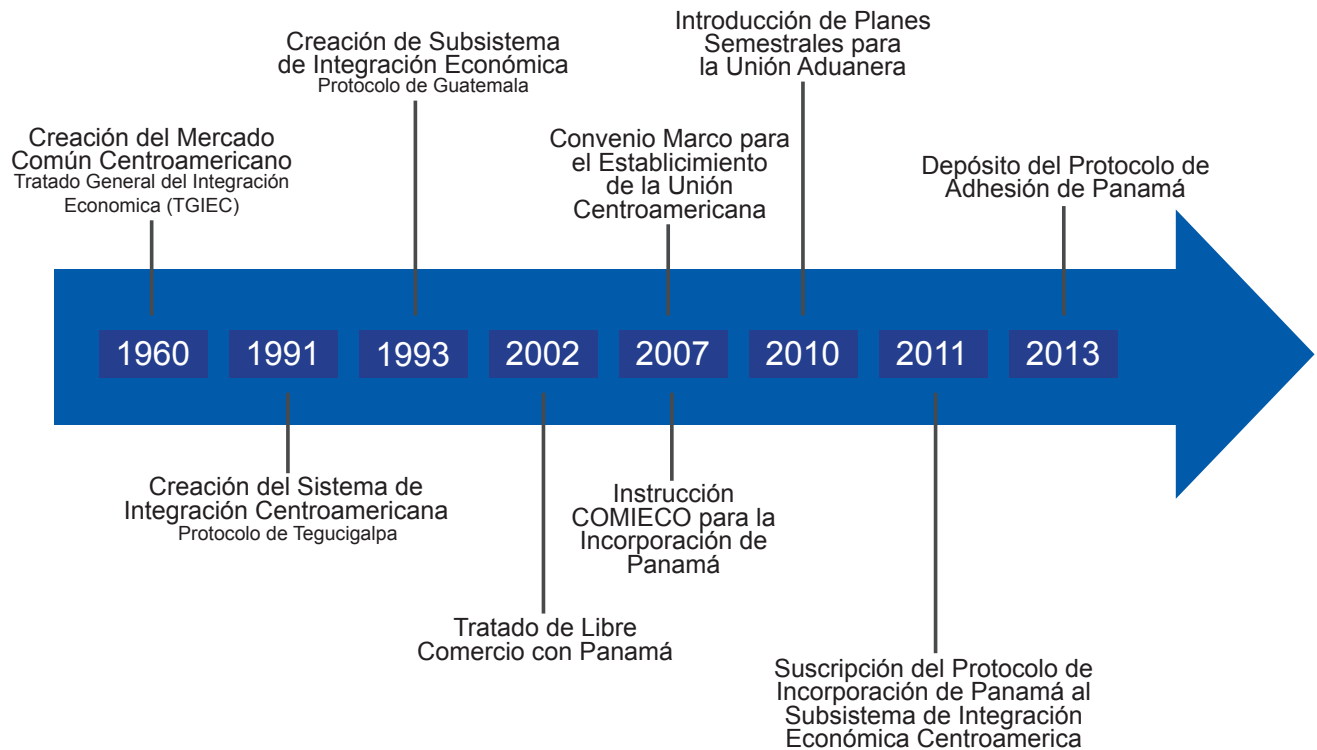 Creación del Mercado
Común Centroamericano
Tratado General del Integración
Economica (TGIEC)
Creación de Subsistema
de Integración Económica
Protocolo de Guatemala
Convenio Marco para
el Establicimiento
de la Unión
Centroamericana
Introducción de Planes
Semestrales para
la Unión Aduanera
Depósito del Protocolo de
Adhesión de Panamá
1960
1991
1993
2002
2007
2010
2011
2013
Creación del Sistema de
Integración Centroamericana
Protocolo de Tegucigalpa
Tratado de Libre
Comercio con Panamá
Instrucción
COMIECO para la
Incorporación de
Panamá
Suscripción del Protocolo de
Incorporación de Panamá al
Subsistema de Integración
Económica Centroamerica